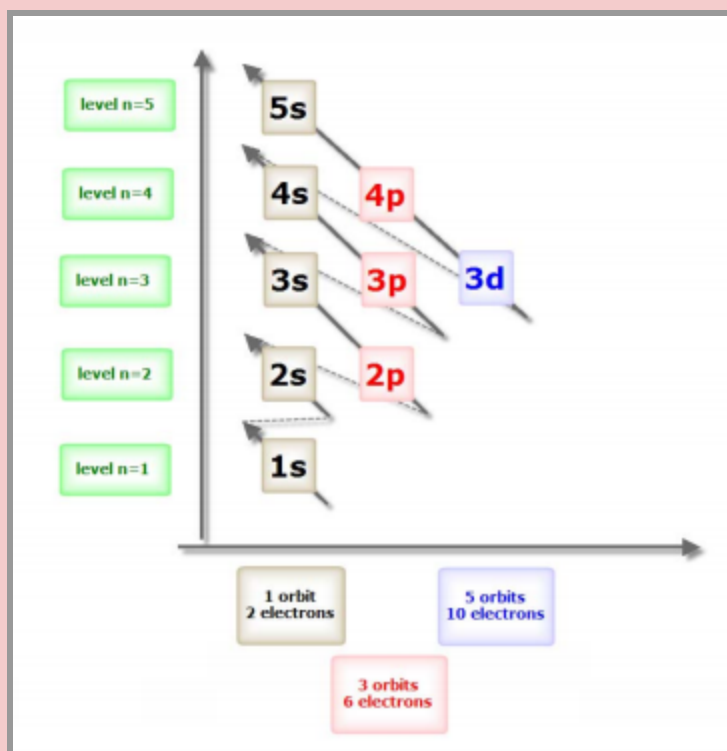 level n=5
5s
level n=4
4s
4p
level n=3
3s
3p
3d
level n=2
2s
2p
level n=1
1s
1 orbit
2 electrons
5 orbits
10 electrons
3 orbits
6 electrons